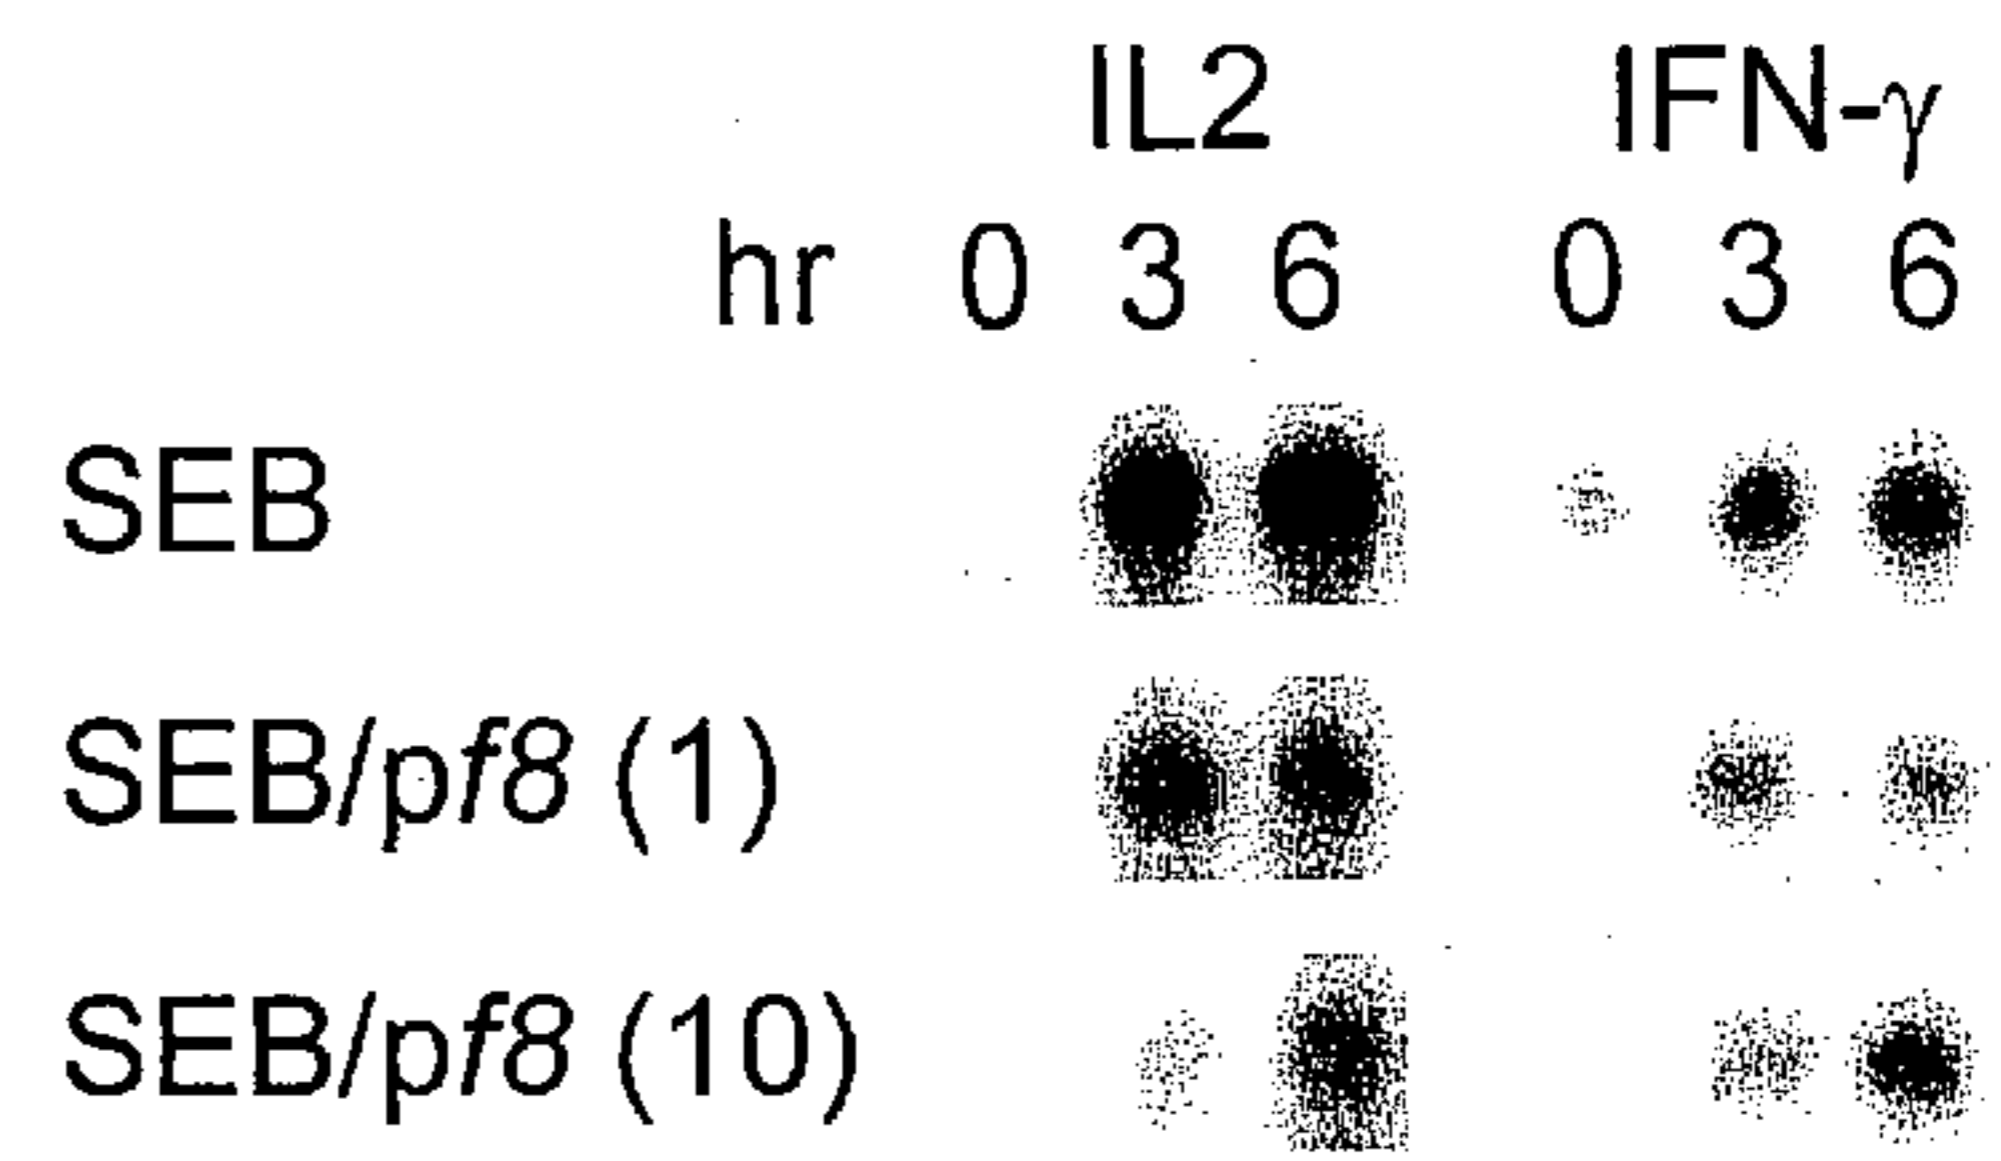 IL2 IFN-γ
hr 0 3 6 0 3 6
SEB
SEB/pf8 (1)
SEB/pf8 (10)